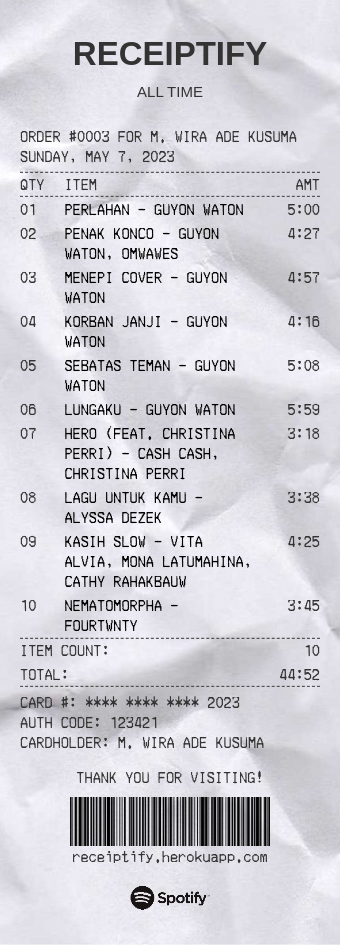 RECEIPTIFY
ALL TIME
ORDER #0003 FOR M. WIRA ADE KUSUMA
SUNDAY, MAY 7, 2023
QTY ITEM AMT
01 PERLAHAN - GUYON WATON 5:00
02 PENAK KONCO - GUYON 4:27
WATON, OMWAWES
03 MENEPI COVER - GUYON 4:57
WATON
04 KORBAN JANJI - GUYON 4:16
WATON
05 SEBATAS TEMAN - GUYON 5:08
WATON
06 LUNGAKU - GUYON WATON 5:59
07 HERO (FEAT. CHRISTINA 3:18
PERRI) - CASH CASH,
CHRISTINA PERRI
08 LAGU UNTUK KAMU - 3:38
ALYSSA DEZEK
09 KASIH SLOW - VITA 4:25
ALVIA, MONA LATUMAHINA,
CATHY RAHAKBAUW
10 NEMATOMORPHA - 3:45
FOURTWNTY
ITEM COUNT: 10
TOTAL: 44:52
CARD #: **** **** **** 2023
AUTH CODE: 123421
CARDHOLDER: M. WIRA ADE KUSUMA
THANK YOU FOR VISITING!
receiptify.herokuapp.com
Spotify